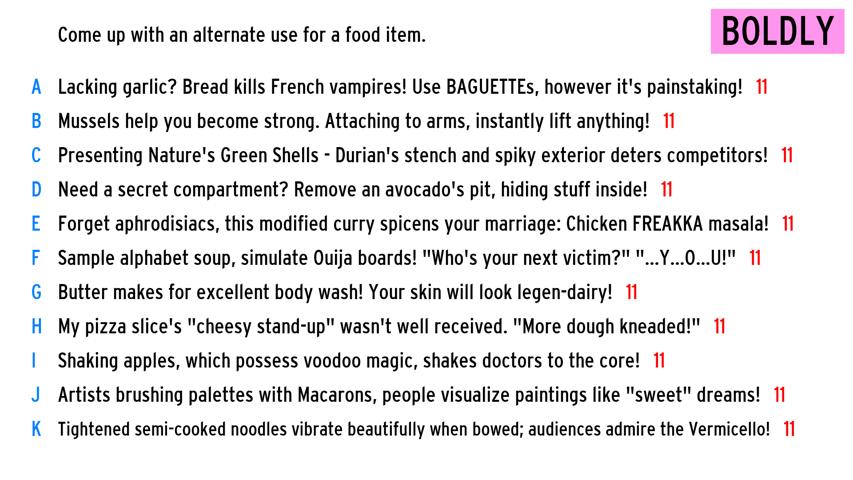 Come up with an alternate use for a food item.
BOLDLY
A Lacking garlic? Bread kills French vampires! Use BAGUETTEs, however it's painstaking! 11
B Mussels help you become strong. Attaching to arms, instantly lift anything! 11
C Presenting Nature's Green Shells - Durian's stench and spiky exterior deters competitors! 11
D Need a secret compartment? Remove an avocado's pit, hiding stuff inside! 11
E Forget aphrodisiacs, this modified curry spicens your marriage: Chicken FREAKKA masala! 11
F Sample alphabet soup, simulate Ouija boards! "Who's your next victim?" "...Y...O...U!" 11
G Butter makes for excellent body wash! Your skin will look legen-dairy! 11
H My pizza slice's "cheesy stand-up" wasn't well received. "More dough kneaded!" 11
I Shaking apples, which possess voodoo magic, shakes doctors to the core! 11
J Artists brushing palettes with Macarons, people visualize paintings like "sweet" dreams! 11
K Tightened semi-cooked noodles vibrate beautifully when bowed; audiences admire the Vermicello! 11